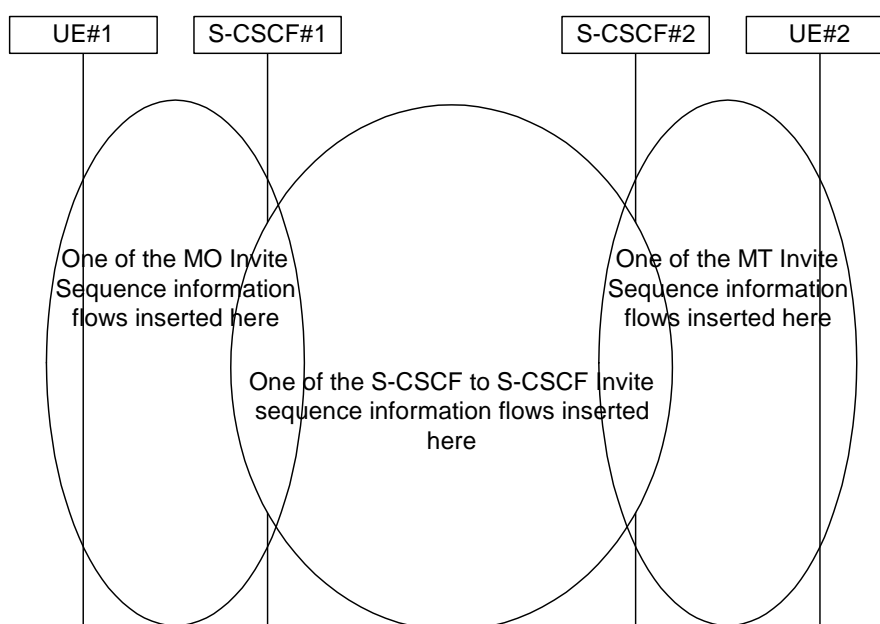 UE#1
S-CSCF#1
S-CSCF#2
UE#2
One of the MO Invite
Sequence information
flows inserted here
One of the S-CSCF to S-CSCF Invite
sequence information flows inserted
here
One of the MT Invite
Sequence information
flows inserted here